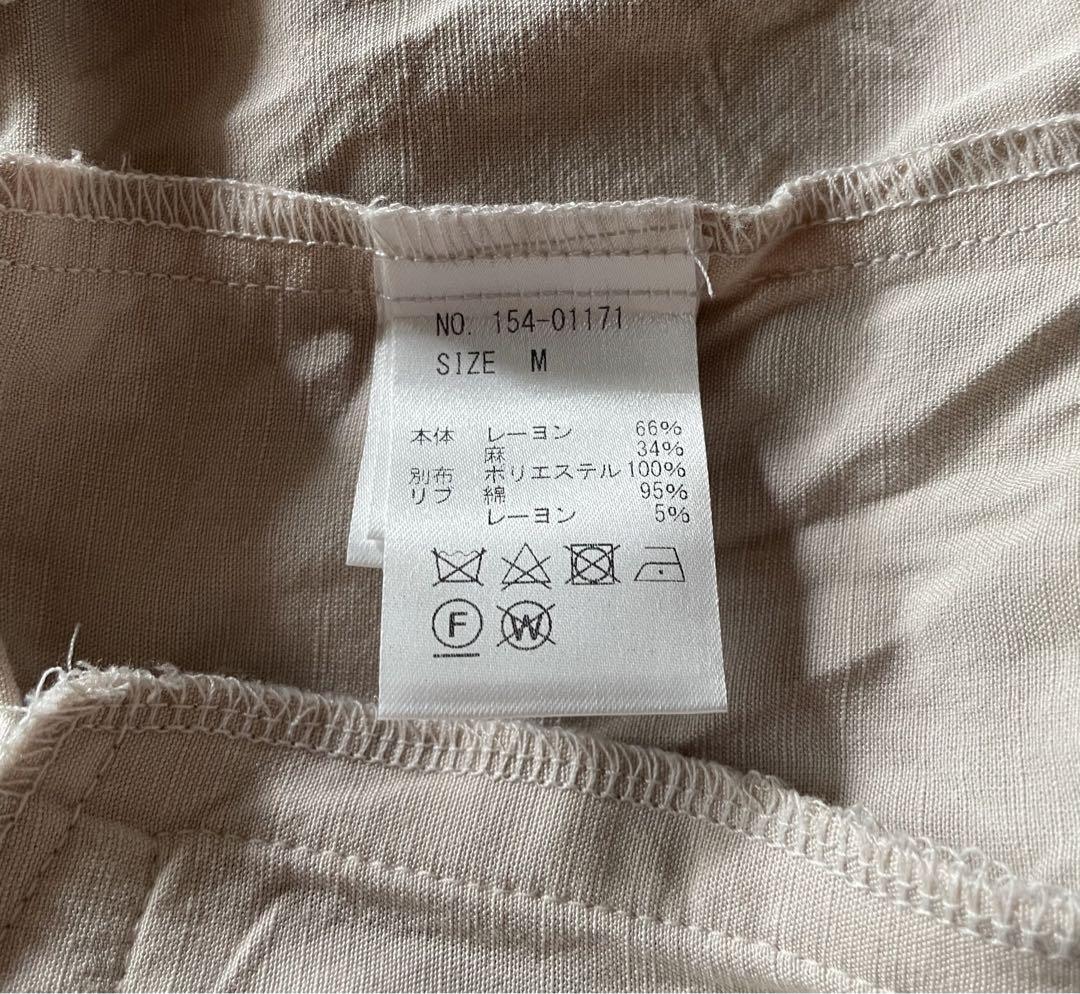 NO. 154-01171
SIZE M
本体 レーヨン 66%
麻 34%
別布 ポリエステル 100%
リブ 綿 95%
レーヨン 5%
F W